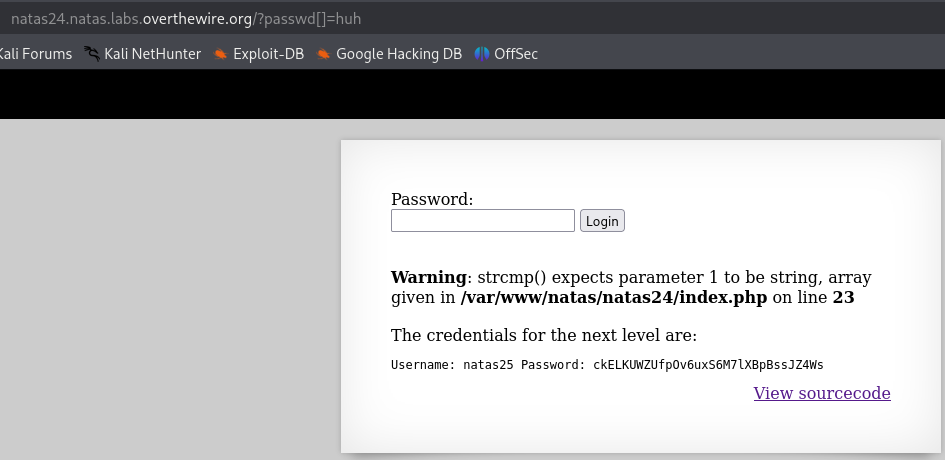 natas24.natas.labs.overthewire.org/?passwd[]=huh
Kali Forums Kali NetHunter Exploit-DB Google Hacking DB OffSec
Password:
Login
Warning: strcmp() expects parameter 1 to be string, array
given in /var/www/natas/natas24/index.php on line 23
The credentials for the next level are:
Username: natas25 Password: ckELKUWZUfpOv6uxS6M7lXBpBssJZ4Ws
View sourcecode